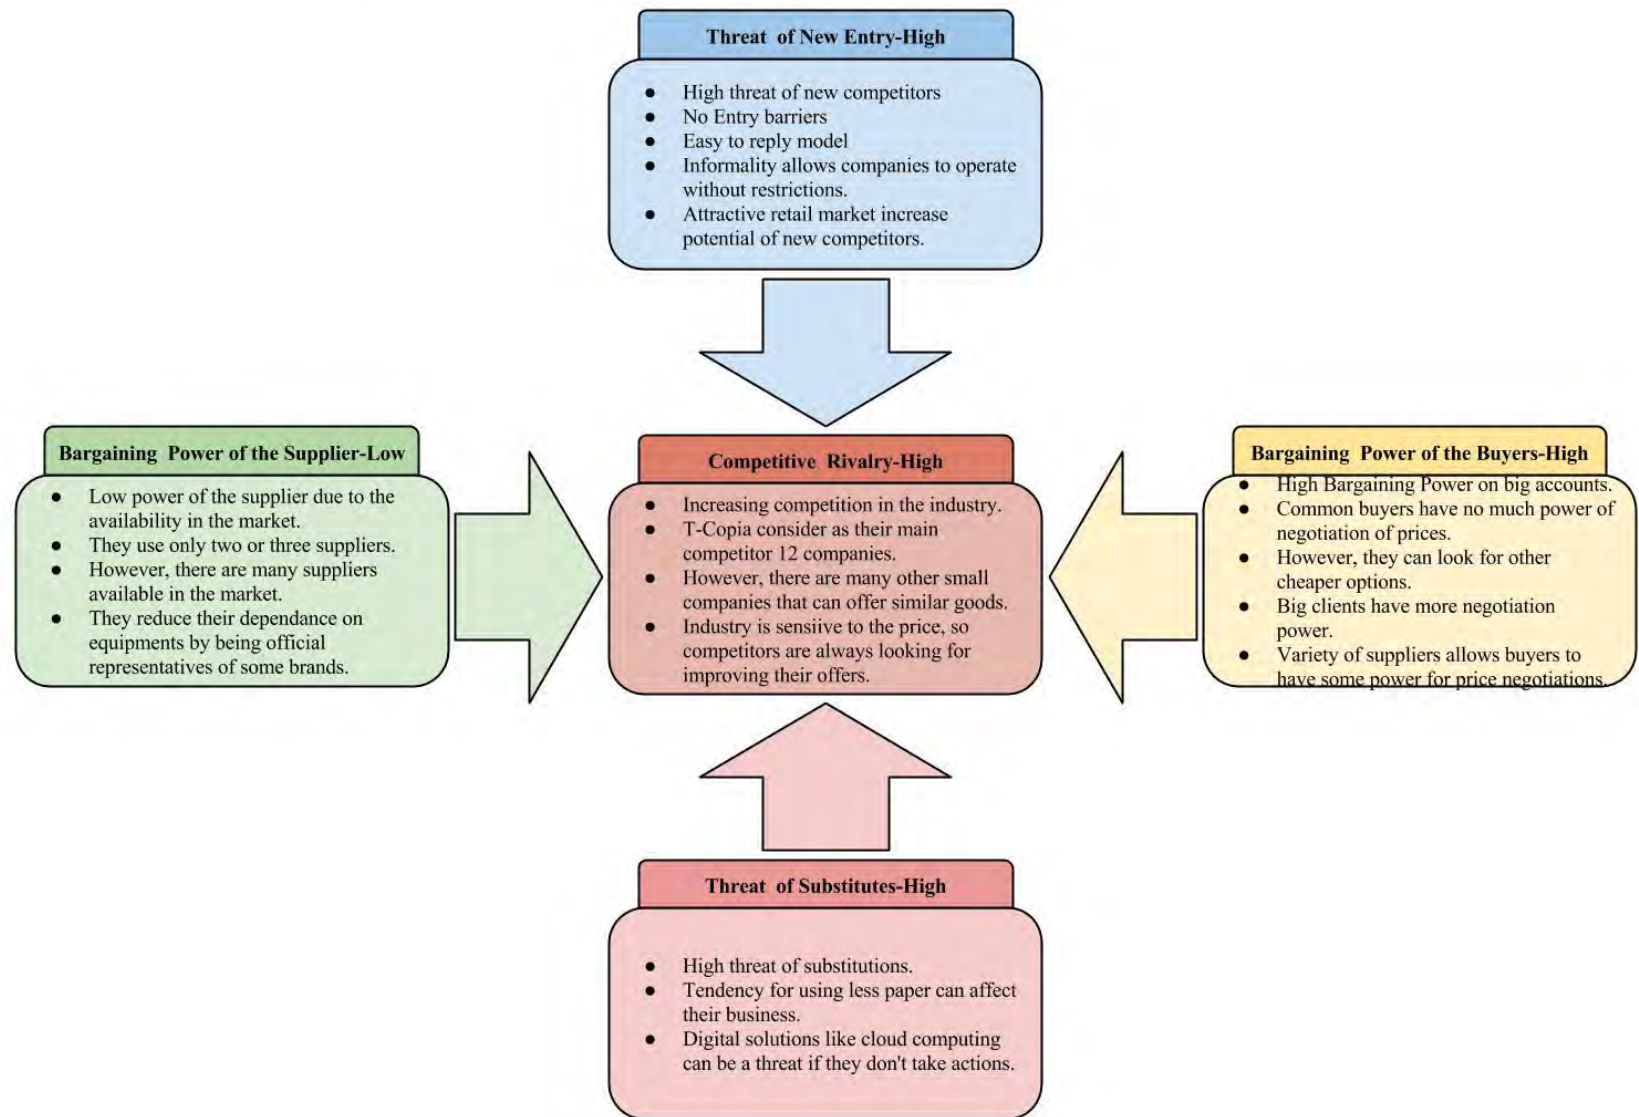 Threat of New Entry-High
● High threat of new competitors
● No Entry barriers
● Easy to reply model
● Informality allows companies to operate
without restrictions.
● Attractive retail market increase
potential of new competitors.
Bargaining Power of the Supplier-Low
● Low power of the supplier due to the
availability in the market.
● They use only two or three suppliers.
● However, there are many suppliers
available in the market.
● They reduce their dependance on
equipments by being official
representatives of some brands.
Competitive Rivalry-High
● Increasing competition in the industry.
● T-Copia consider as their main
competitor 12 companies.
● However, there are many other small
companies that can offer similar goods.
● Industry is sensiive to the price, so
competitors are always looking for
improving their offers.
Bargaining Power of the Buyers-High
● High Bargaining Power on big accounts.
● Common buyers have no much power of
negotiation of prices.
● However, they can look for other
cheaper options.
● Big clients have more negotiation
power.
● Variety of suppliers allows buyers to
have some power for price negotiations.
Threat of Substitutes-High
● High threat of substitutions.
● Tendency for using less paper can affect
their business.
● Digital solutions like cloud computing
can be a threat if they don't take actions.